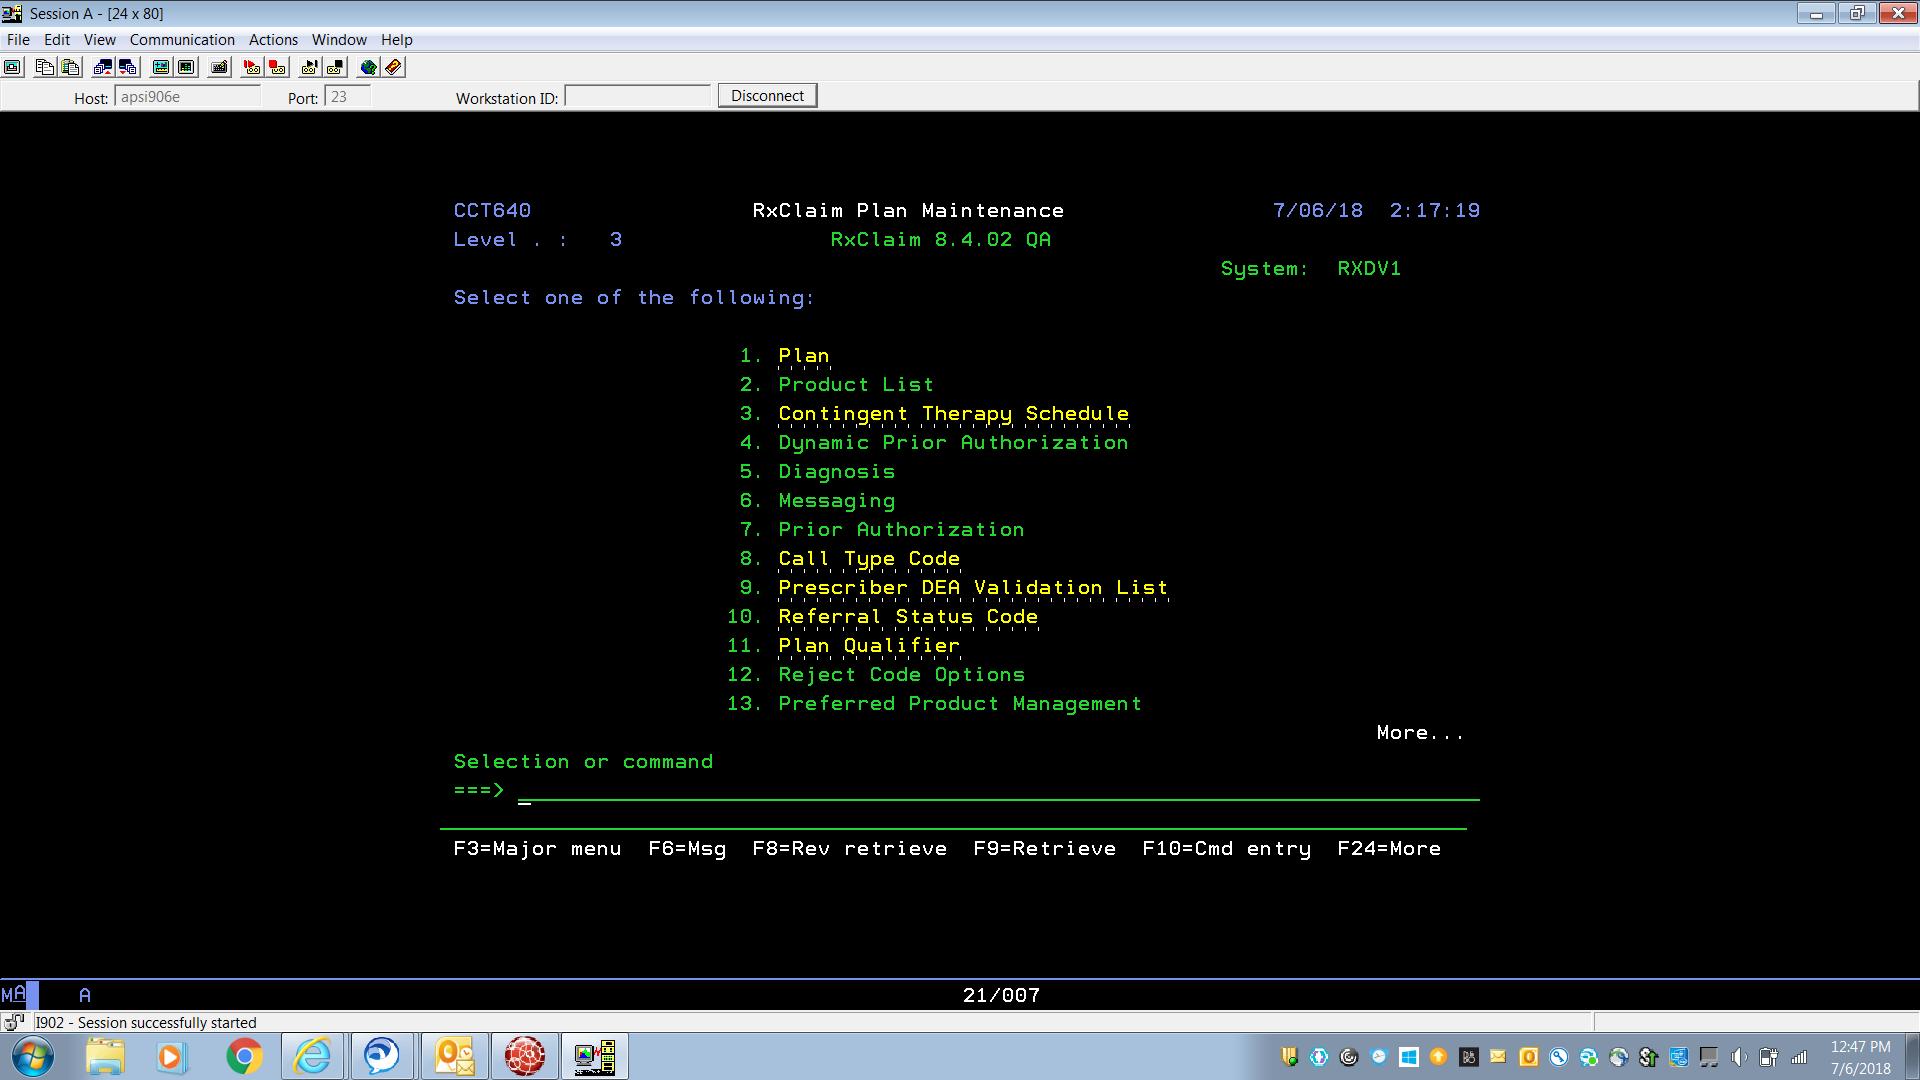 Session A - [24 x 80]
File Edit View Communication Actions Window Help
Host: apsi906e Port: 23 Workstation ID: Disconnect
CCT640 RxClaim Plan Maintenance 7/06/18 2:17:19
Level . : 3 RxClaim 8.4.02 QA
System: RXDV1
Select one of the following:
1. Plan
2. Product List
3. Contingent Therapy Schedule
4. Dynamic Prior Authorization
5. Diagnosis
6. Messaging
7. Prior Authorization
8. Call Type Code
9. Prescriber DEA Validation List
10. Referral Status Code
11. Plan Qualifier
12. Reject Code Options
13. Preferred Product Management
More...
Selection or command
===>
F3=Major menu F6=Msg F8=Rev retrieve F9=Retrieve F10=Cmd entry F24=More
MA A 21/007
I902 - Session successfully started
12:47 PM
7/6/2018